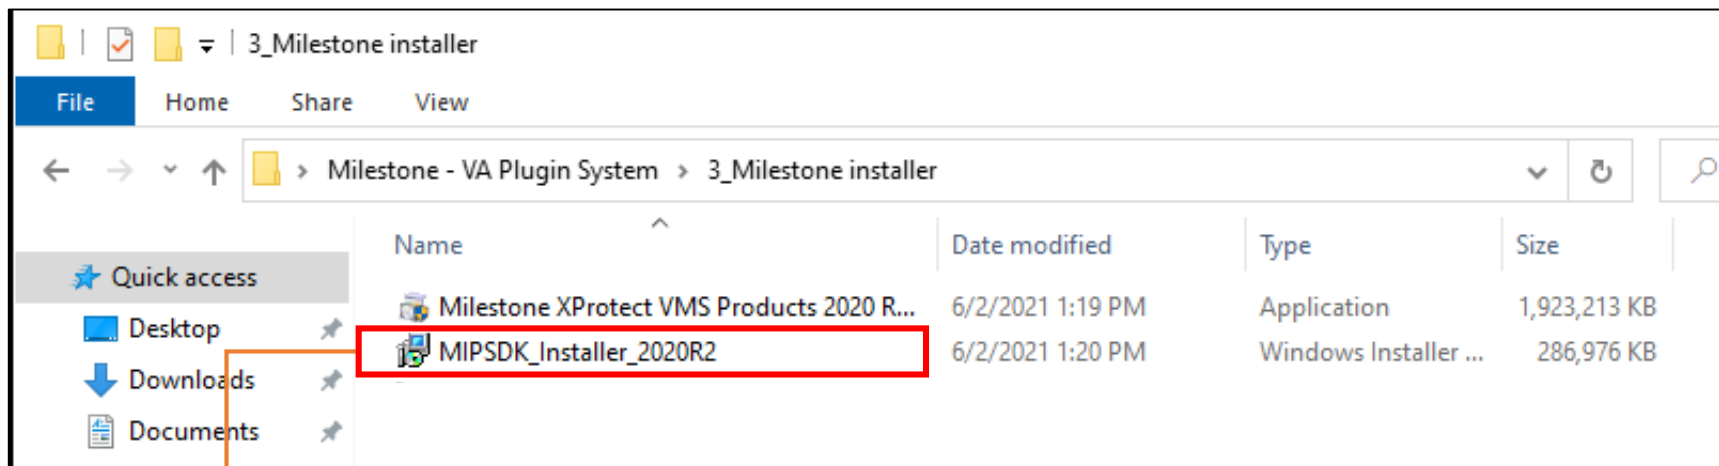 3_Milestone installer
File Home Share View
Milestone - VA Plugin System > 3_Milestone installer
Name Date modified Type Size
Quick access
Milestone XProtect VMS Products 2020 R... 6/2/2021 1:19 PM Application 1,923,213 KB
Desktop
MIPSDK_Installer_2020R2 6/2/2021 1:20 PM Windows Installer ... 286,976 KB
Downloads
Documents